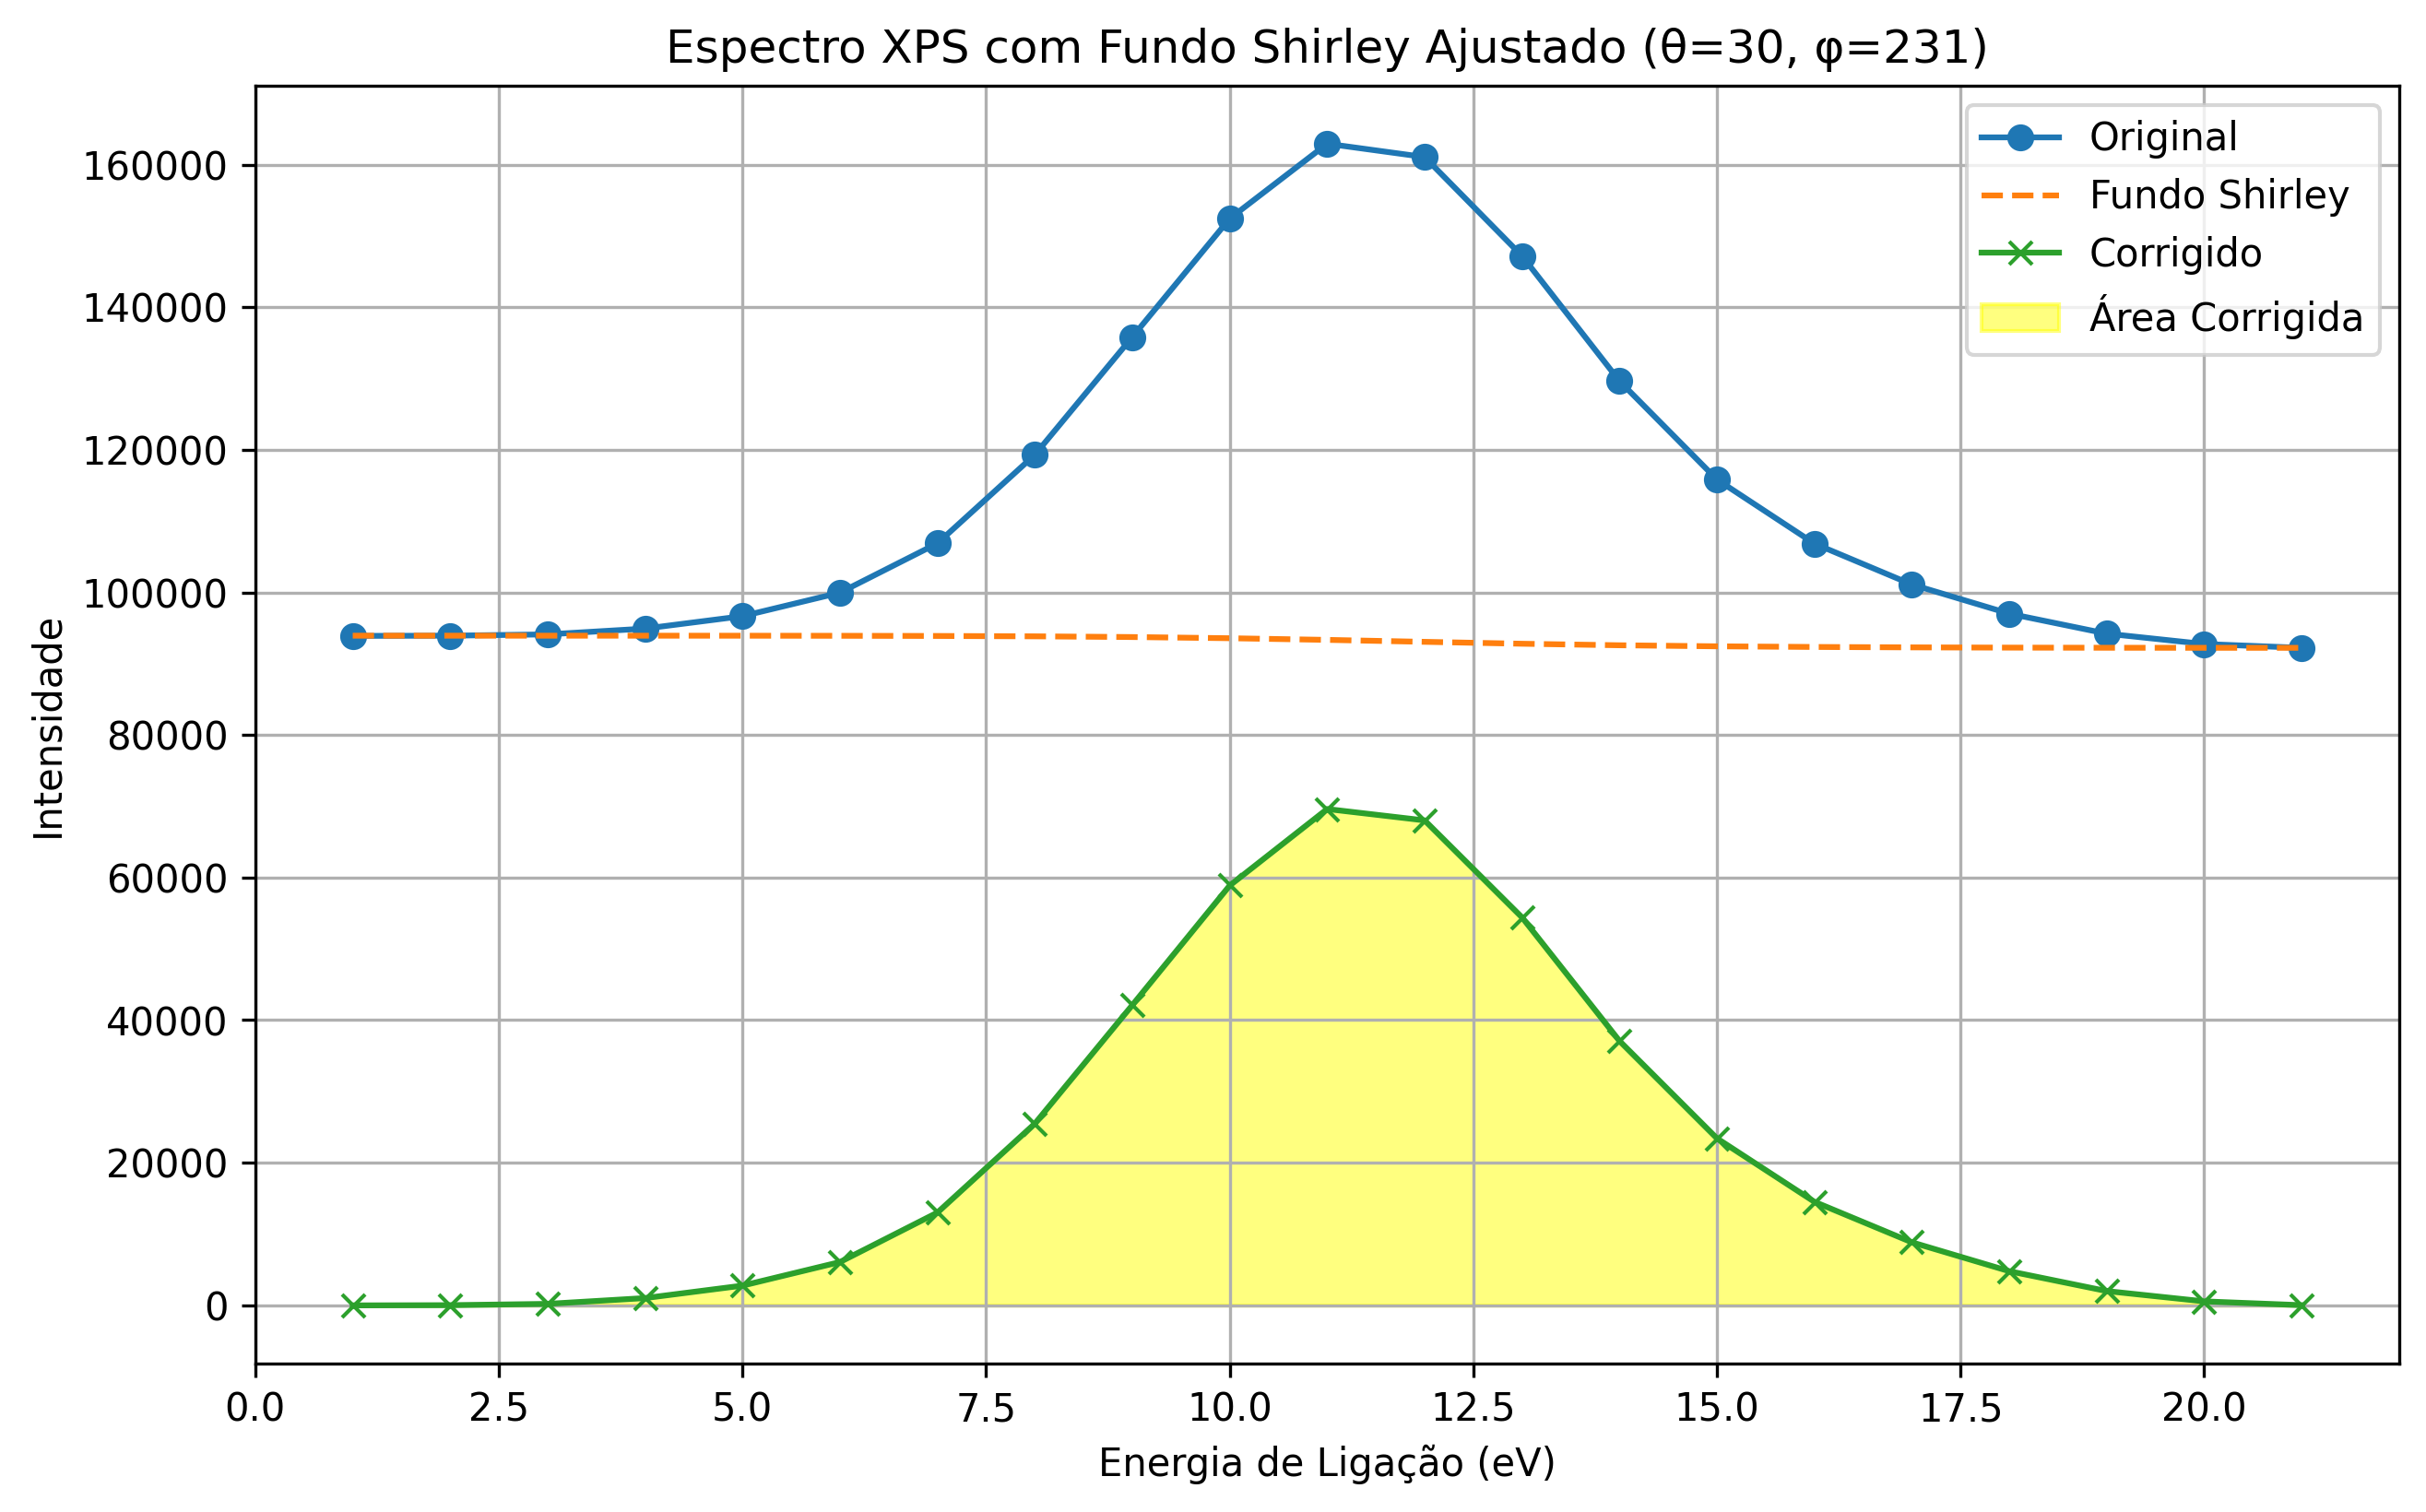 Espectro XPS com Fundo Shirley Ajustado (θ=30, φ=231)
Original
Fundo Shirley
Corrigido
Área Corrigida
160000
140000
120000
100000
80000
60000
40000
20000
0
Intensidade
0.0 2.5 5.0 7.5 10.0 12.5 15.0 17.5 20.0
Energia de Ligação (eV)